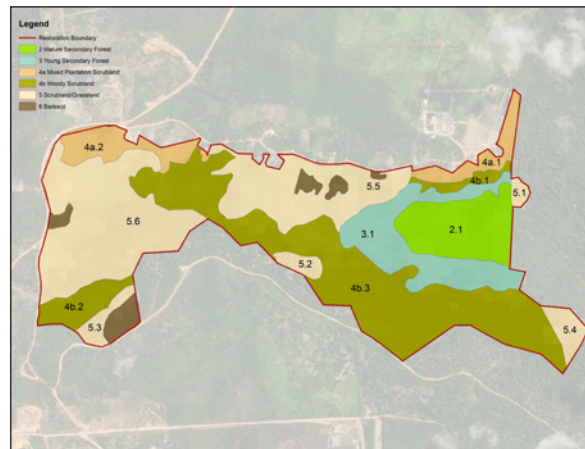 Legend
Restoration Boundary
2 Mature Secondary Forest
3 Young Secondary Forest
4a Mixed Plantation Scrubland
4b Woody Scrubland
5 Scrubland/Grassland
6 Baresoil
4a.2
4a.1
5.5
4b.1
5.1
5.6
3.1
2.1
5.2
4b.3
4b.2
5.3
5.4